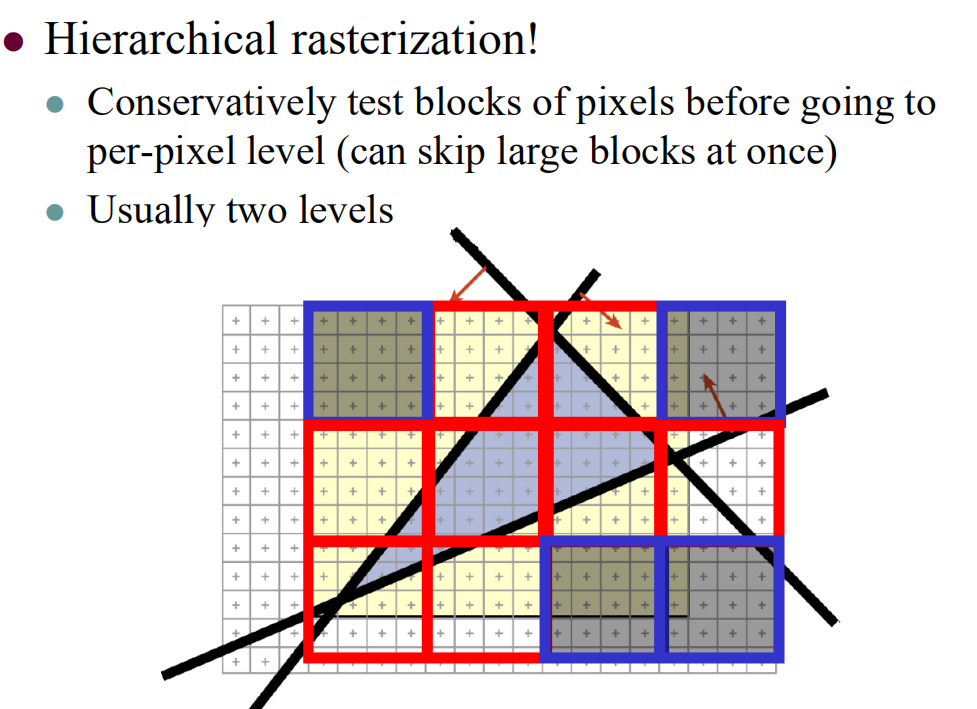 Hierarchical rasterization!
Conservatively test blocks of pixels before going to
per-pixel level (can skip large blocks at once)
Usually two levels